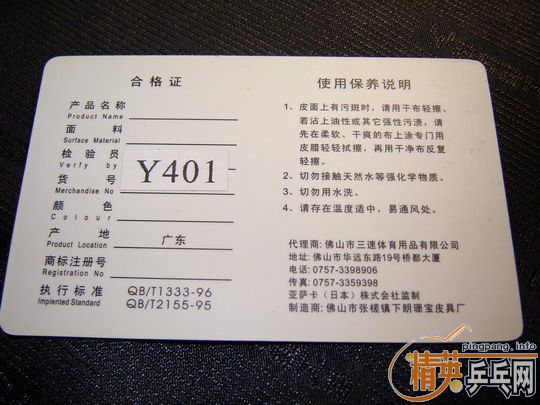 合格证
产品名称
Product Name
面料
Surface Material
检验员
Verfy by
Y401
货号
Merchandise No
颜色
Colour
产地
Product Location
广东
商标注册号
Registration No
执行标准
Implented Standard
QB/T1333-96
QB/T2155-95
使用保养说明
1、皮面上有污斑时，请用干布轻擦。
若沾上油性或其它强性污渍，请
先在柔软、干爽的布上涂专门用
皮腊轻轻拭擦，再用干净布反复
轻擦。
2、切勿接触天然水等强化学物质。
3、切勿用水洗。
4、请存在温度适中，易通风处。
代理商: 佛山市三速体育用品有限公司
地址: 佛山市华远东路19号桥都大厦
电话: 0757-3398906
传真: 0757-3359398
亚萨卡（日本）株式会社监制
制造商: 佛山市张槎镇下朗珊宝皮具厂
pingpang.info
精英乒乓网